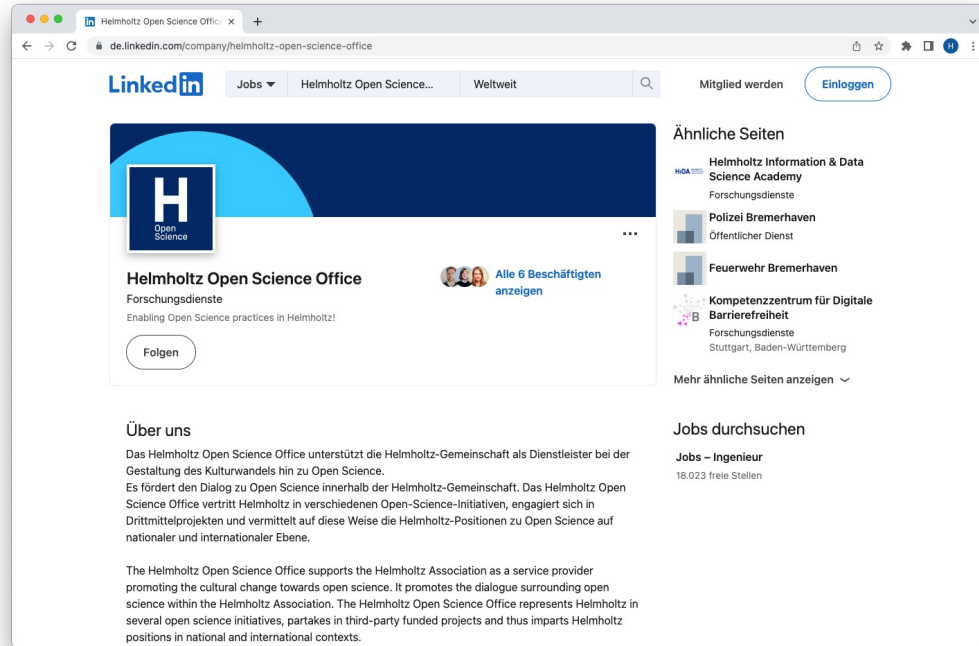 Helmholtz Open Science Office
de.linkedin.com/company/helmholtz-open-science-office
H
Linked in
Jobs
Helmholtz Open Science...
Weltweit
Mitglied werden
Einloggen
H
Open
Science
Helmholtz Open Science Office
Forschungsdienste
Enabling Open Science practices in Helmholtz!
Folgen
Alle 6 Beschäftigten
anzeigen
Über uns
Das Helmholtz Open Science Office unterstützt die Helmholtz-Gemeinschaft als Dienstleister bei der
Gestaltung des Kulturwandels hin zu Open Science.
Es fördert den Dialog zu Open Science innerhalb der Helmholtz-Gemeinschaft. Das Helmholtz Open
Science Office vertritt Helmholtz in verschiedenen Open-Science-Initiativen, engagiert sich in
Drittmittelprojekten und vermittelt auf diese Weise die Helmholtz-Positionen zu Open Science auf
nationaler und internationaler Ebene.
The Helmholtz Open Science Office supports the Helmholtz Association as a service provider
promoting the cultural change towards open science. It promotes the dialogue surrounding open
science within the Helmholtz Association. The Helmholtz Open Science Office represents Helmholtz in
several open science initiatives, partakes in third-party funded projects and thus imparts Helmholtz
positions in national and international contexts.
Ähnliche Seiten
HiDA
Helmholtz Information & Data
Science Academy
Forschungsdienste
Polizei Bremerhaven
Öffentlicher Dienst
Feuerwehr Bremerhaven
B
Kompetenzzentrum für Digitale
Barrierefreiheit
Forschungsdienste
Stuttgart, Baden-Württemberg
Mehr ähnliche Seiten anzeigen
Jobs durchsuchen
Jobs – Ingenieur
18.023 freie Stellen